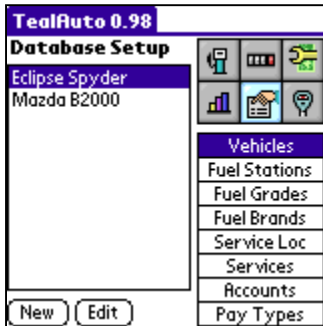 TealAuto 0.98
Database Setup
Eclipse Spyder
Mazda B2000
Vehicles
Fuel Stations
Fuel Grades
Fuel Brands
Service Loc
Services
Accounts
Pay Types
New
Edit